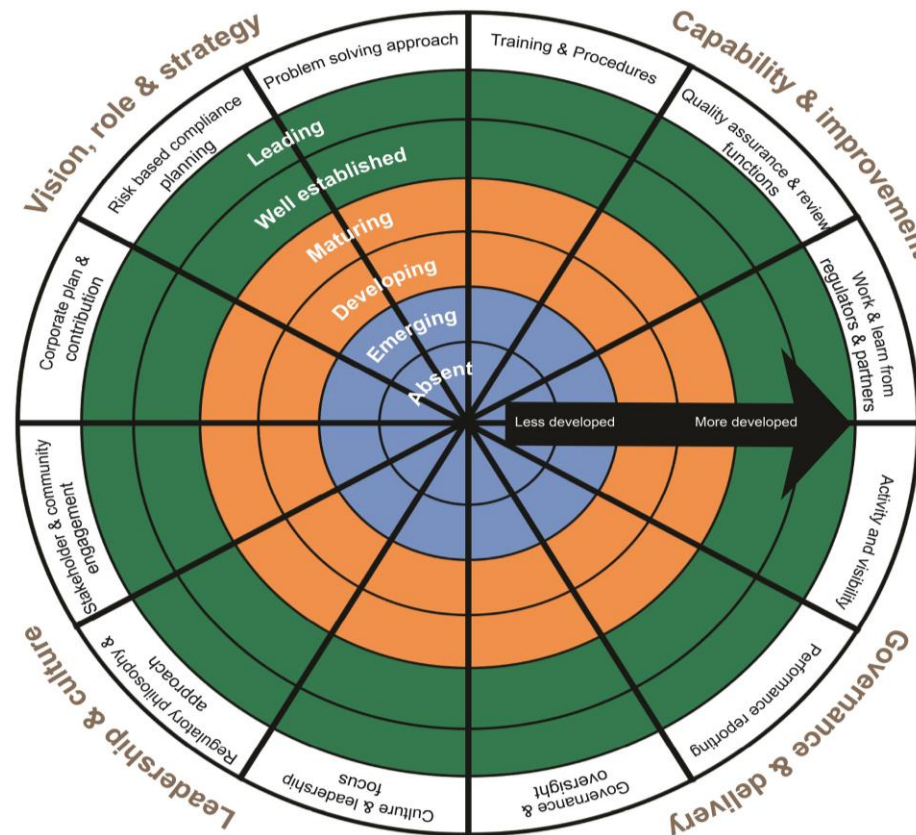 Vision, role & strategy
Capability & improvement
Leadership & culture
Governance & delivery
Problem solving approach
Training & Procedures
Risk based compliance
planning
Quality assurance & review
functions
Corporate plan &
contribution
Work & learn from
regulators & partners
Stakeholder & community
engagement
Activity and visibility
Regulatory philosophy &
approach
Performance reporting
Culture & leadership
focus
Governance &
oversight
Leading
Well established
Maturing
Developing
Emerging
Absent
Less developed
More developed